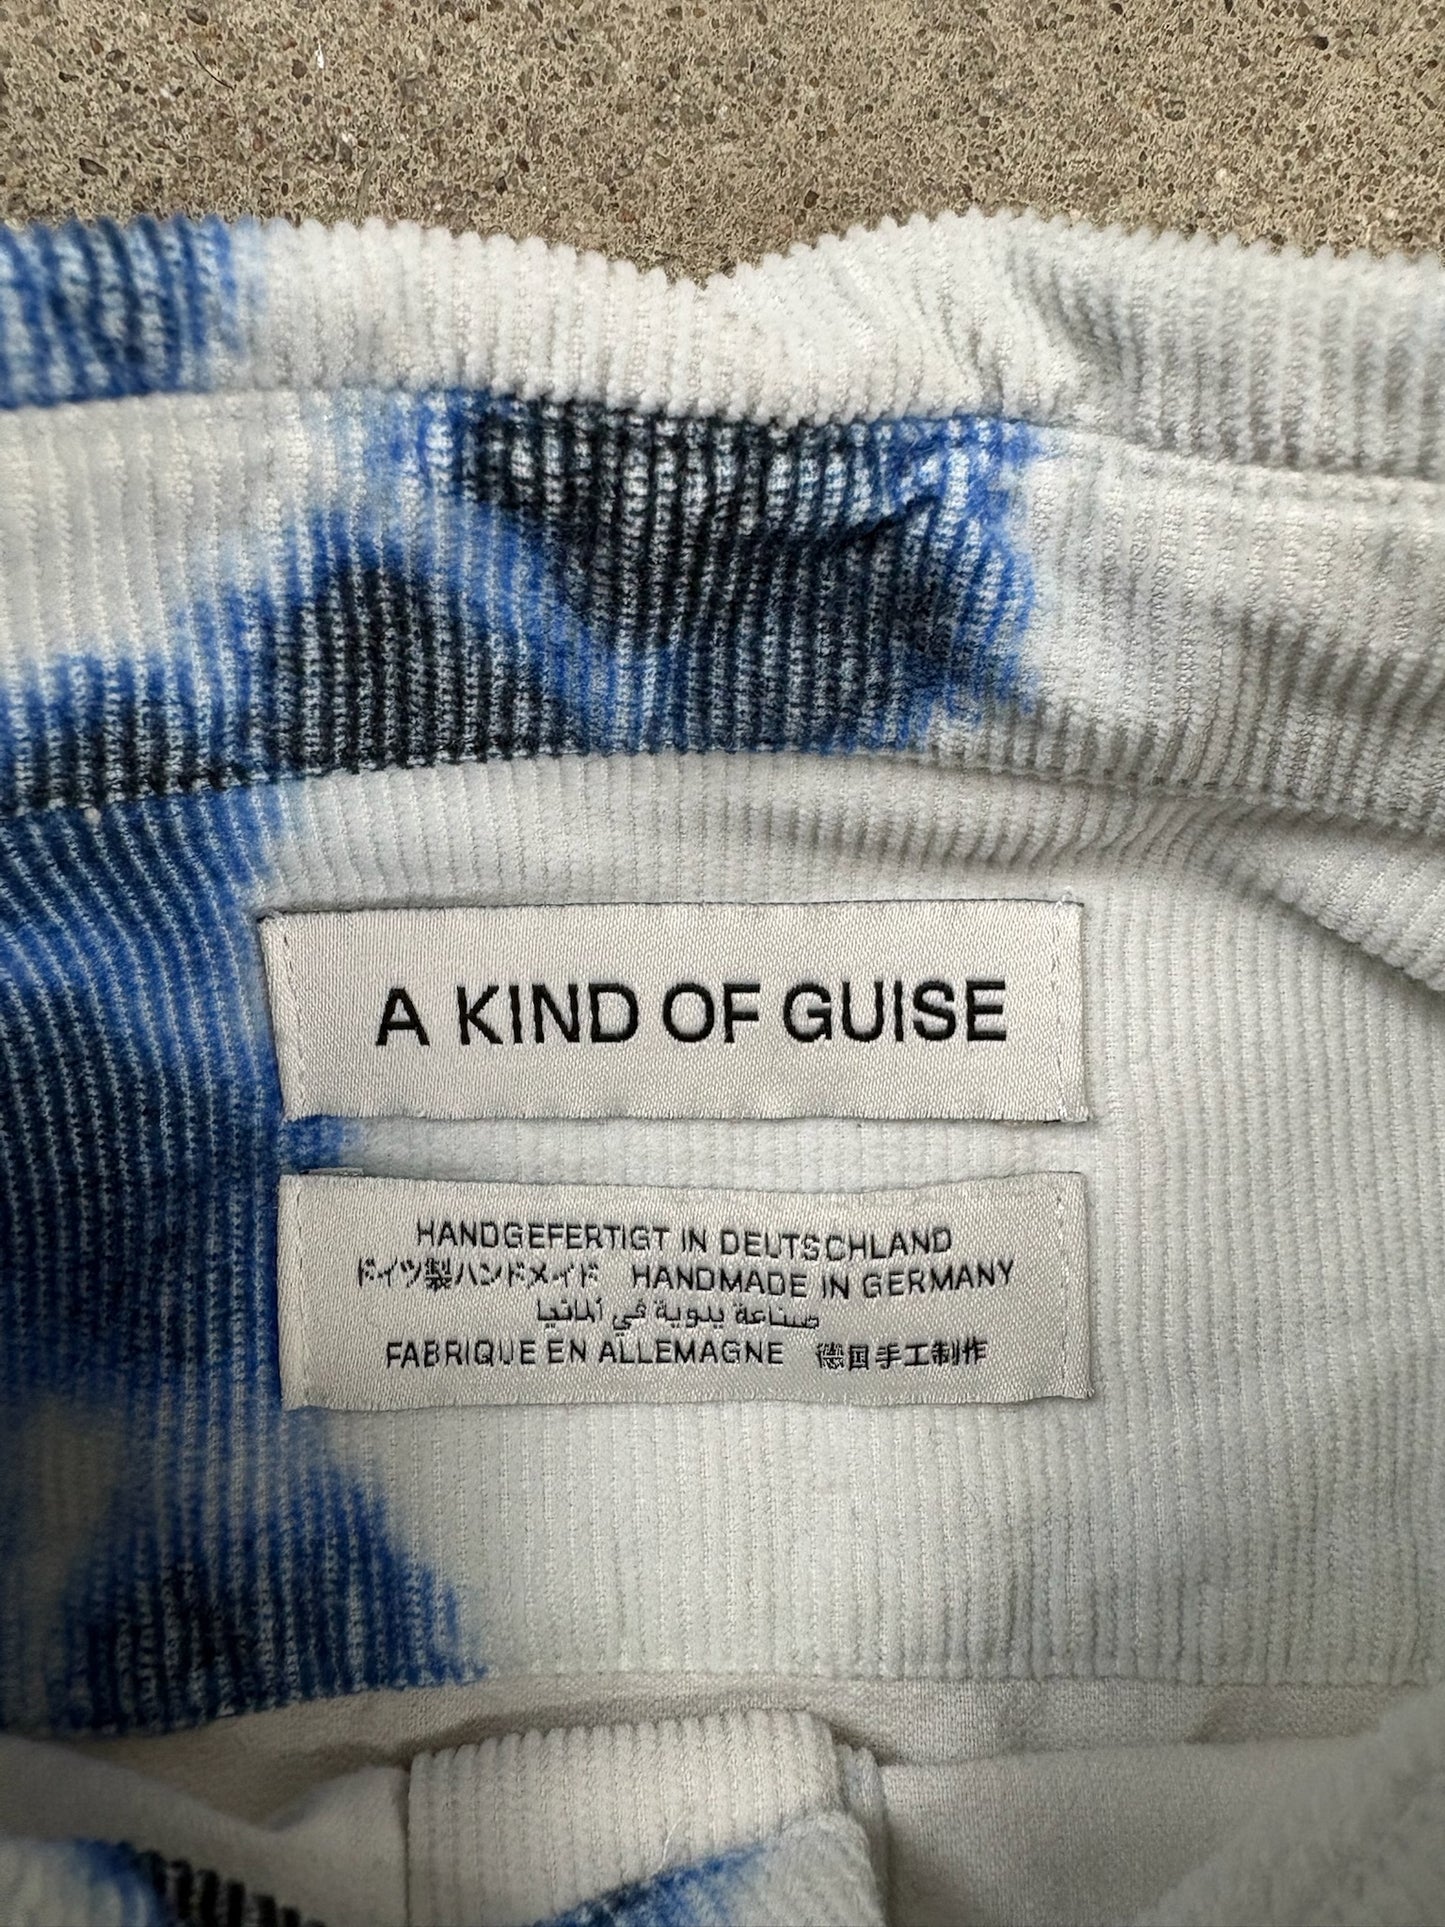 A KIND OF GUISE
HANDGEFERTIGT IN DEUTSCHLAND
ドイツ製ハンドメイド HANDMADE IN GERMANY
صناعة يدوية في ألمانيا
FABRIQUE EN ALLEMAGNE 德国手工制作